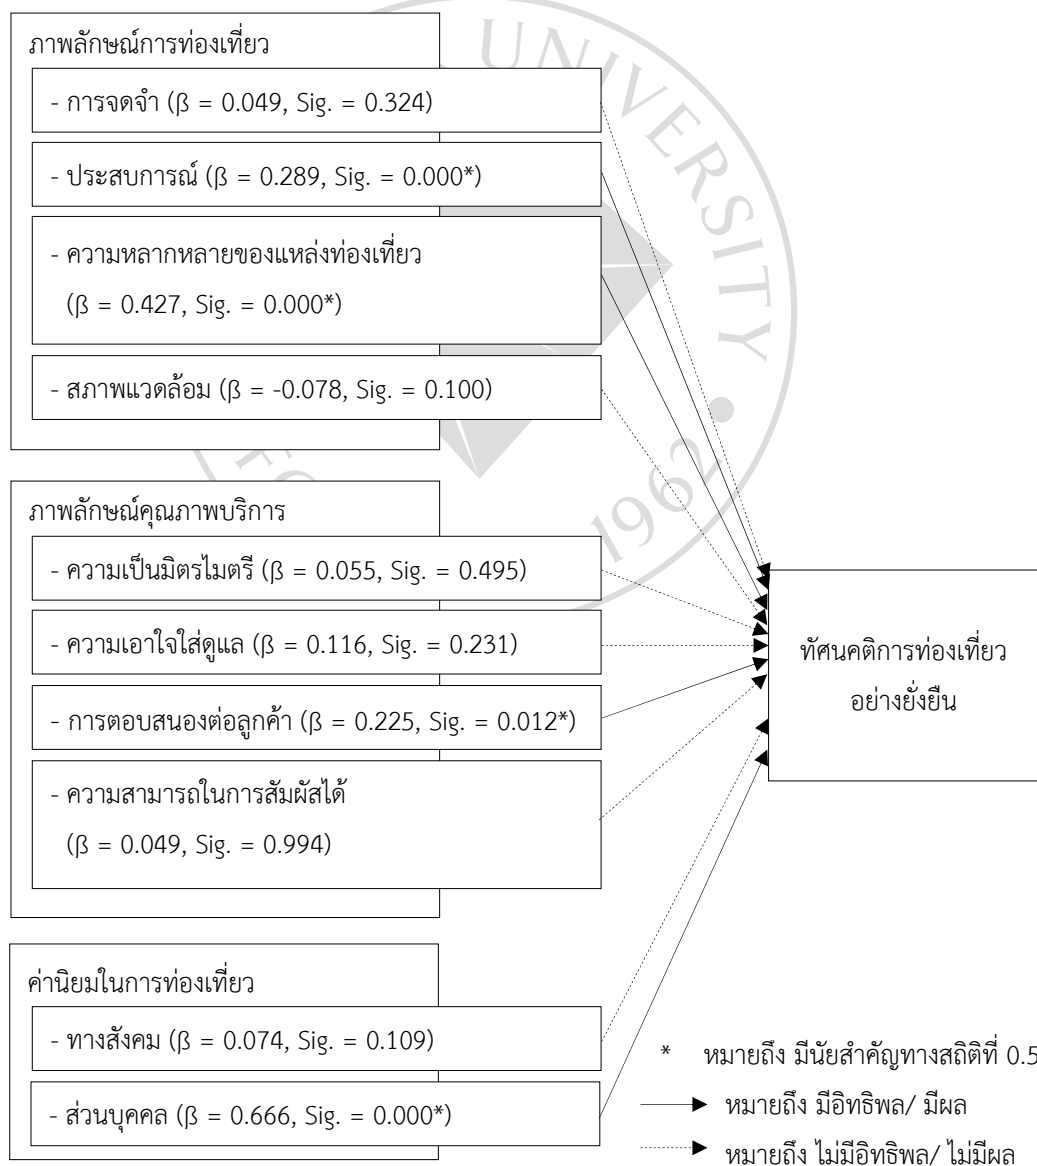 ภาพลักษณ์การท่องเที่ยว
- การจดจำ (β = 0.049, Sig. = 0.324)
- ประสบการณ์ (β = 0.289, Sig. = 0.000*)
- ความหลากหลายของแหล่งท่องเที่ยว
(β = 0.427, Sig. = 0.000*)
- สภาพแวดล้อม (β = -0.078, Sig. = 0.100)
ภาพลักษณ์คุณภาพบริการ
- ความเป็นมิตรไมตรี (β = 0.055, Sig. = 0.495)
- ความเอาใจใส่ดูแล (β = 0.116, Sig. = 0.231)
- การตอบสนองต่อลูกค้า (β = 0.225, Sig. = 0.012*)
- ความสามารถในการสัมผัสได้
(β = 0.049, Sig. = 0.994)
ค่านิยมในการท่องเที่ยว
- ทางสังคม (β = 0.074, Sig. = 0.109)
- ส่วนบุคคล (β = 0.666, Sig. = 0.000*)
ทัศนคติการท่องเที่ยว
อย่างยั่งยืน
* หมายถึง มีนัยสำคัญทางสถิติที่ 0.5
หมายถึง มีอิทธิพล/ มีผล
หมายถึง ไม่มีอิทธิพล/ ไม่มีผล
UNIVERSITY
1962